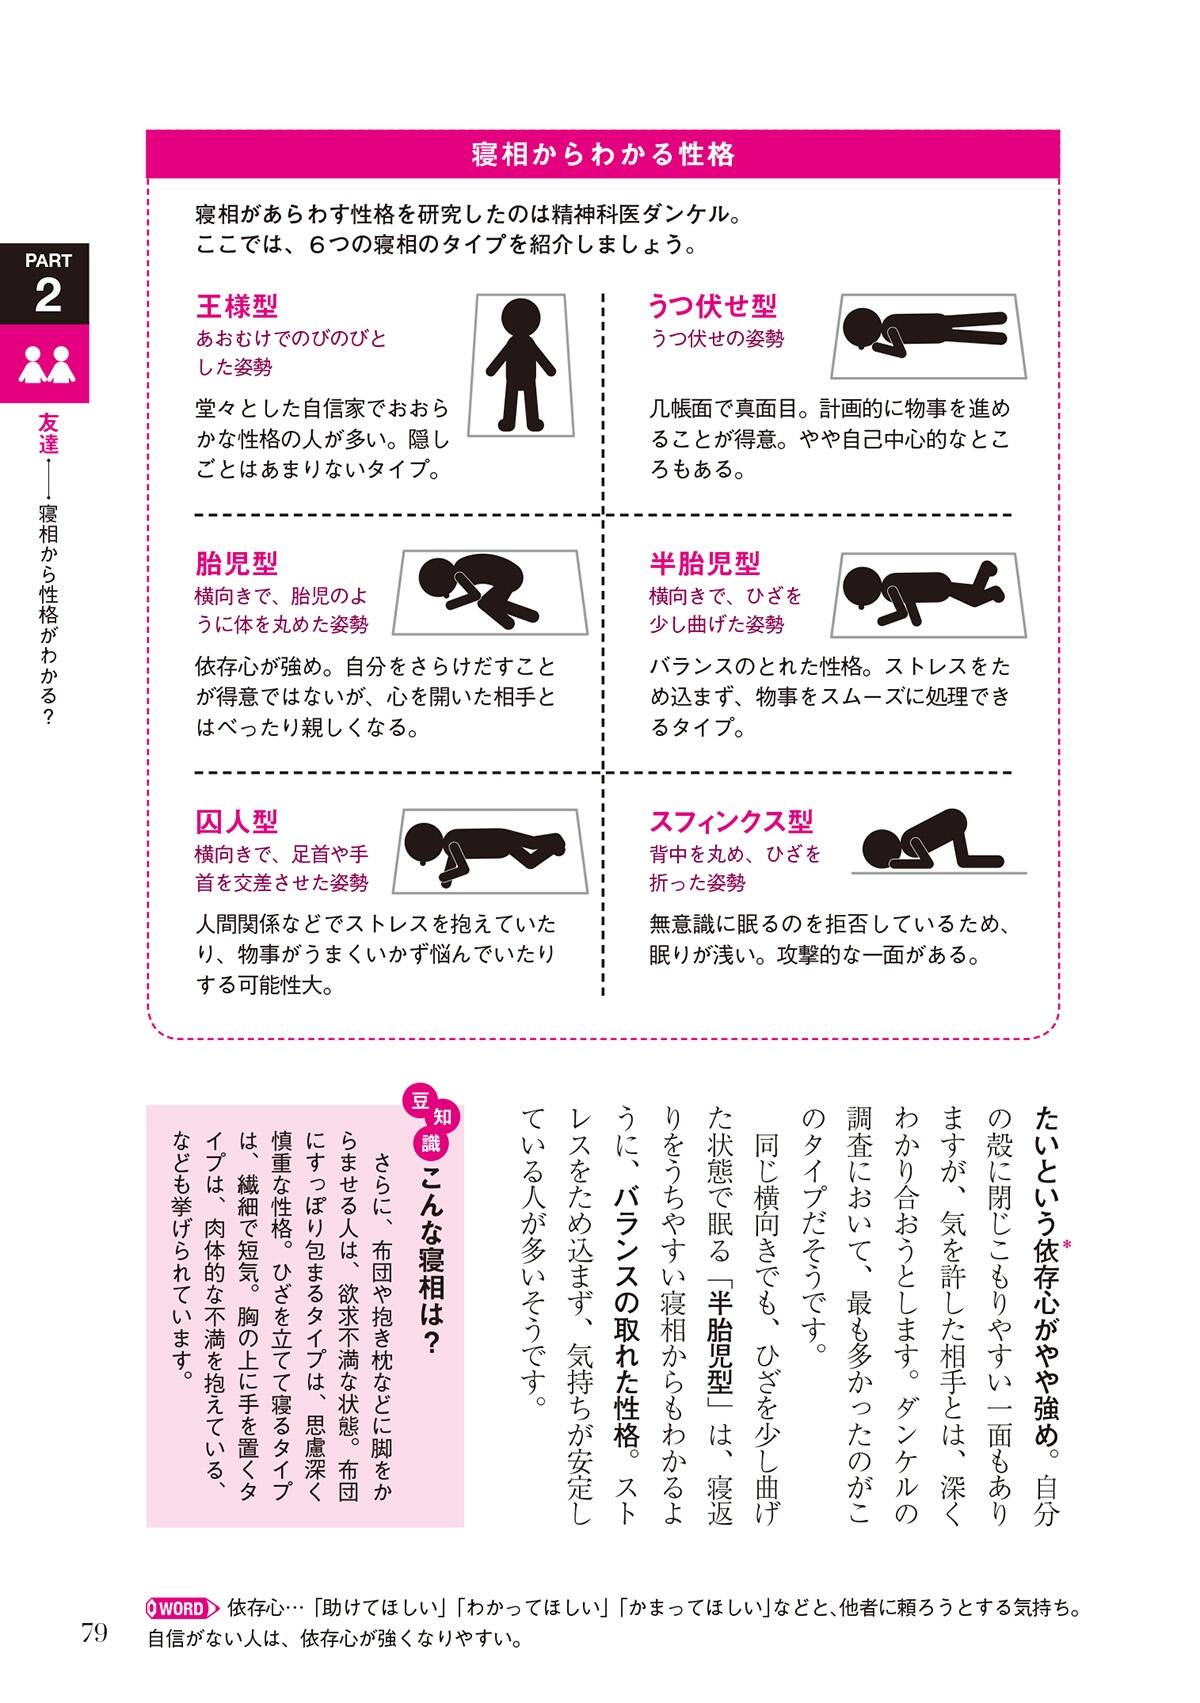 PART
2
友達――寝相から性格がわかる？
寝相からわかる性格
寝相があらわす性格を研究したのは精神科医ダンケル。
ここでは、６つの寝相のタイプを紹介しましょう。
王様型
あおむけでのびのびと
した姿勢
堂々とした自信家でおおら
かな性格の人が多い。隠し
ごとはあまりないタイプ。
うつ伏せ型
うつ伏せの姿勢
几帳面で真面目。計画的に物事を進め
ることが得意。やや自己中心的なとこ
ろもある。
胎児型
横向きで、胎児のよ
うに体を丸めた姿勢
依存心が強め。自分をさらけだすこと
が得意ではないが、心を開いた相手と
はべったり親しくなる。
半胎児型
横向きで、ひざを
少し曲げた姿勢
バランスのとれた性格。ストレスをた
め込まず、物事をスムーズに処理でき
るタイプ。
囚人型
横向きで、足首や手
首を交差させた姿勢
人間関係などでストレスを抱えていた
り、物事がうまくいかず悩んでいたり
する可能性大。
スフィンクス型
背中を丸め、ひざを
折った姿勢
無意識に眠るのを拒否しているため、
眠りが浅い。攻撃的な一面がある。
たいという依存心がやや強め。自分
*
の殻に閉じこもりやすい一面もあり
ますが、気を許した相手とは、深く
わかり合おうとします。ダンケルの
調査において、最も多かったのがこ
のタイプだそうです。
同じ横向きでも、ひざを少し曲げ
た状態で眠る「半胎児型」は、寝返
りをうちやすい寝相からもわかるよ
うに、バランスの取れた性格。スト
レスをため込まず、気持ちが安定し
ている人が多いそうです。
豆知識
こんな寝相は？
さらに、布団や抱き枕などに脚をか
らませる人は、欲求不満な状態。布団
にすっぽり包まるタイプは、思慮深く
慎重な性格。ひざを立てて寝るタイプ
は、繊細で短気。胸の上に手を置くタ
イプは、肉体的な不満を抱えている、
なども挙げられています。
WORD 依存心…「助けてほしい」「わかってほしい」「かまってほしい」などと、他者に頼ろうとする気持ち。
自信がない人は、依存心が強くなりやすい。
79